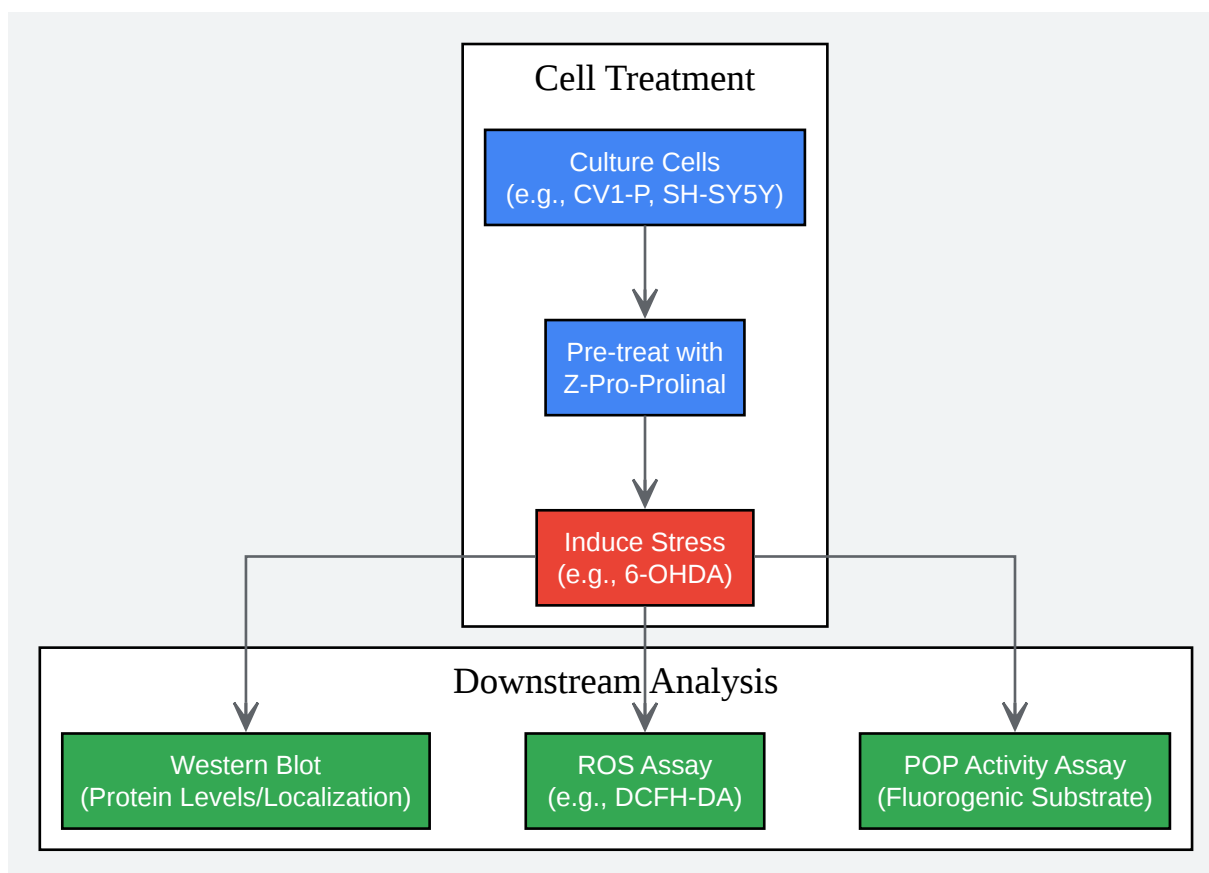 Cell Treatment
Culture Cells
(e.g., CV1-P, SH-SY5Y)
Pre-treat with
Z-Pro-Prolinal
Induce Stress
(e.g., 6-OHDA)
Downstream Analysis
Western Blot
(Protein Levels/Localization)
ROS Assay
(e.g., DCFH-DA)
POP Activity Assay
(Fluorogenic Substrate)